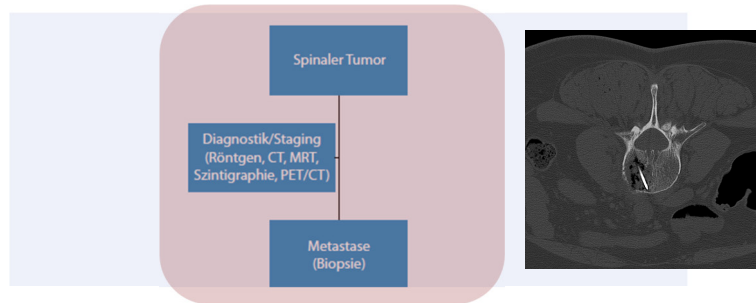 Spinaler Tumor
Diagnostik/Staging
(Röntgen, CT, MRT,
Szintigraphie, PET/CT)
Metastase
(Biopsie)